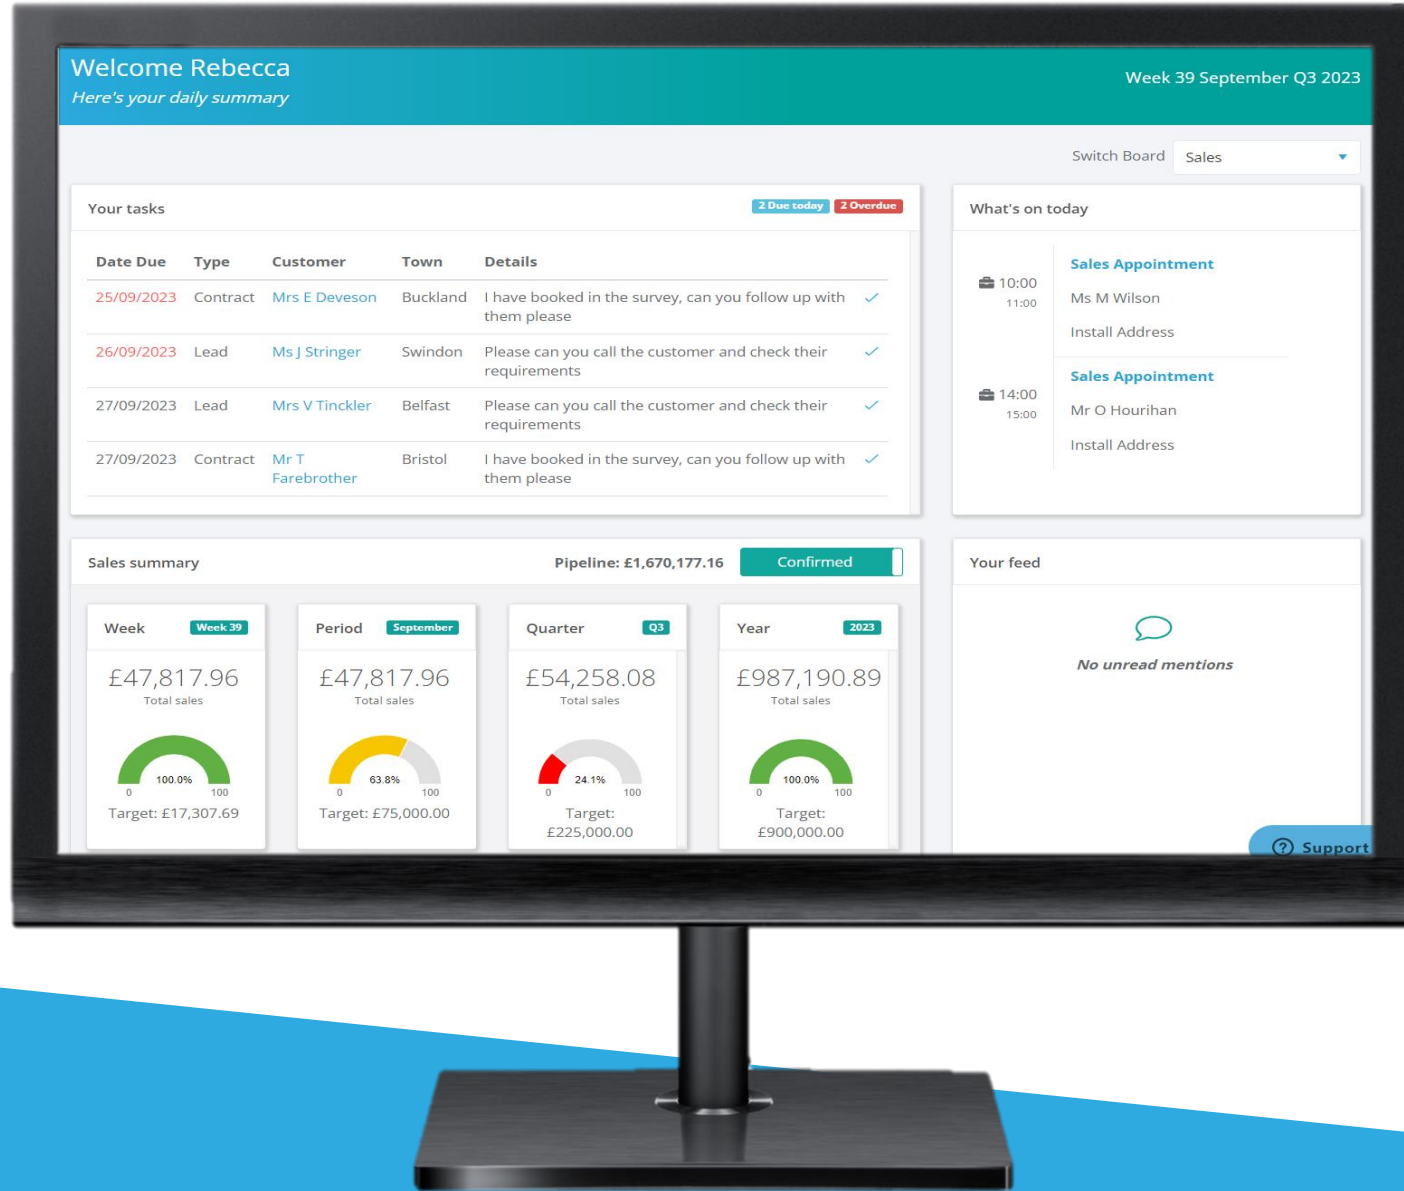 Welcome Rebecca
Here's your daily summary
Week 39 September Q3 2023
Switch Board Sales
Your tasks
2 Due today 2 Overdue
Date Due Type Customer Town Details
25/09/2023 Contract Mrs E Deveson Buckland I have booked in the survey, can you follow up with
them please
26/09/2023 Lead Ms J Stringer Swindon Please can you call the customer and check their
requirements
27/09/2023 Lead Mrs V Tinckler Belfast Please can you call the customer and check their
requirements
27/09/2023 Contract Mr T Bristol I have booked in the survey, can you follow up with
Farebrother them please
What's on today
10:00
11:00
Sales Appointment
Ms M Wilson
Install Address
14:00
15:00
Sales Appointment
Mr O Hourihan
Install Address
Sales summary
Pipeline: £1,670,177.16 Confirmed
Week Week 39
£47,817.96
Total sales
100.0%
0 100
Target: £17,307.69
Period September
£47,817.96
Total sales
63.8%
0 100
Target: £75,000.00
Quarter Q3
£54,258.08
Total sales
24.1%
0 100
Target:
£225,000.00
Year 2023
£987,190.89
Total sales
100.0%
0 100
Target:
£900,000.00
Your feed
No unread mentions
Support